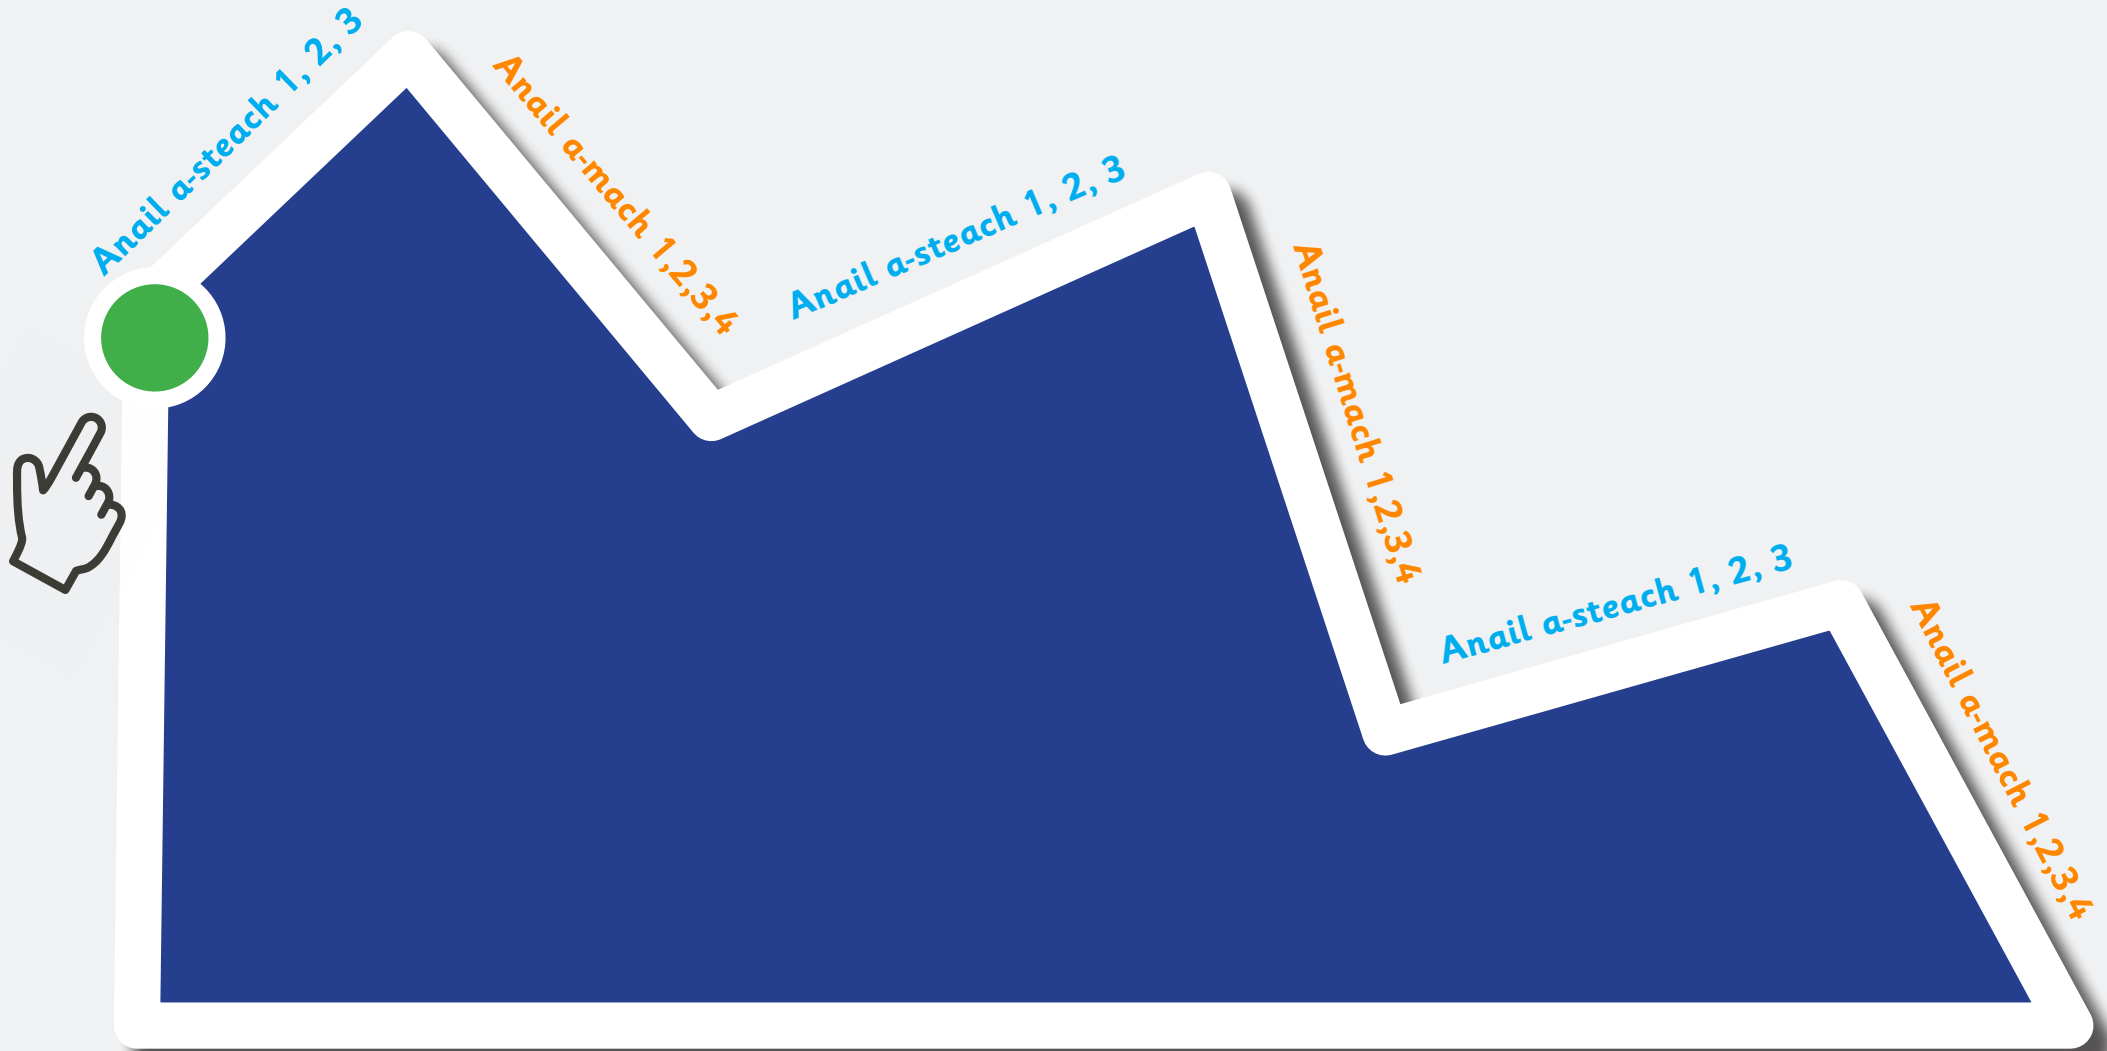 Anail a-steach 1, 2, 3
Anail a-mach 1,2,3,4
Anail a-steach 1, 2, 3
Anail a-mach 1,2,3,4
Anail a-steach 1, 2, 3
Anail a-mach 1,2,3,4